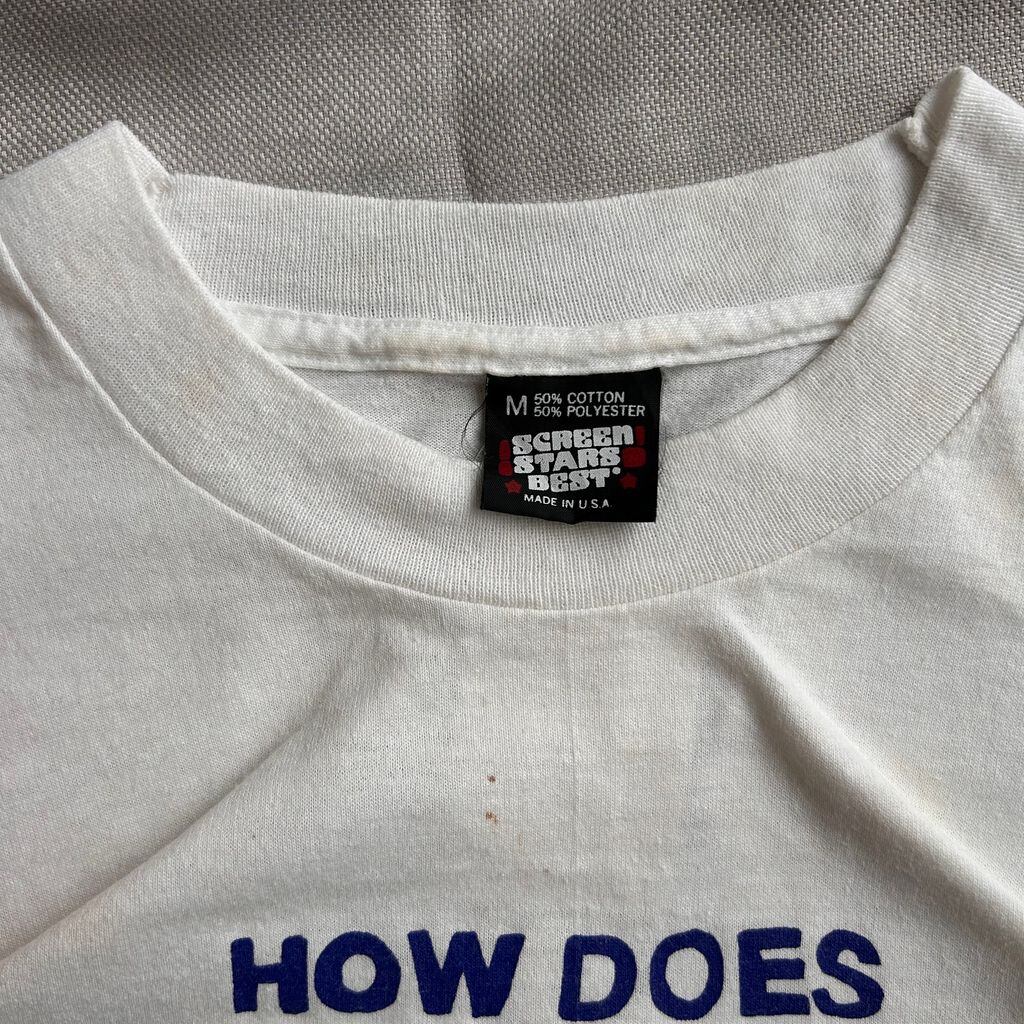 M 50% COTTON
50% POLYESTER
SCREEN
STARS
BEST®
MADE IN U.S.A.
HOW DOES